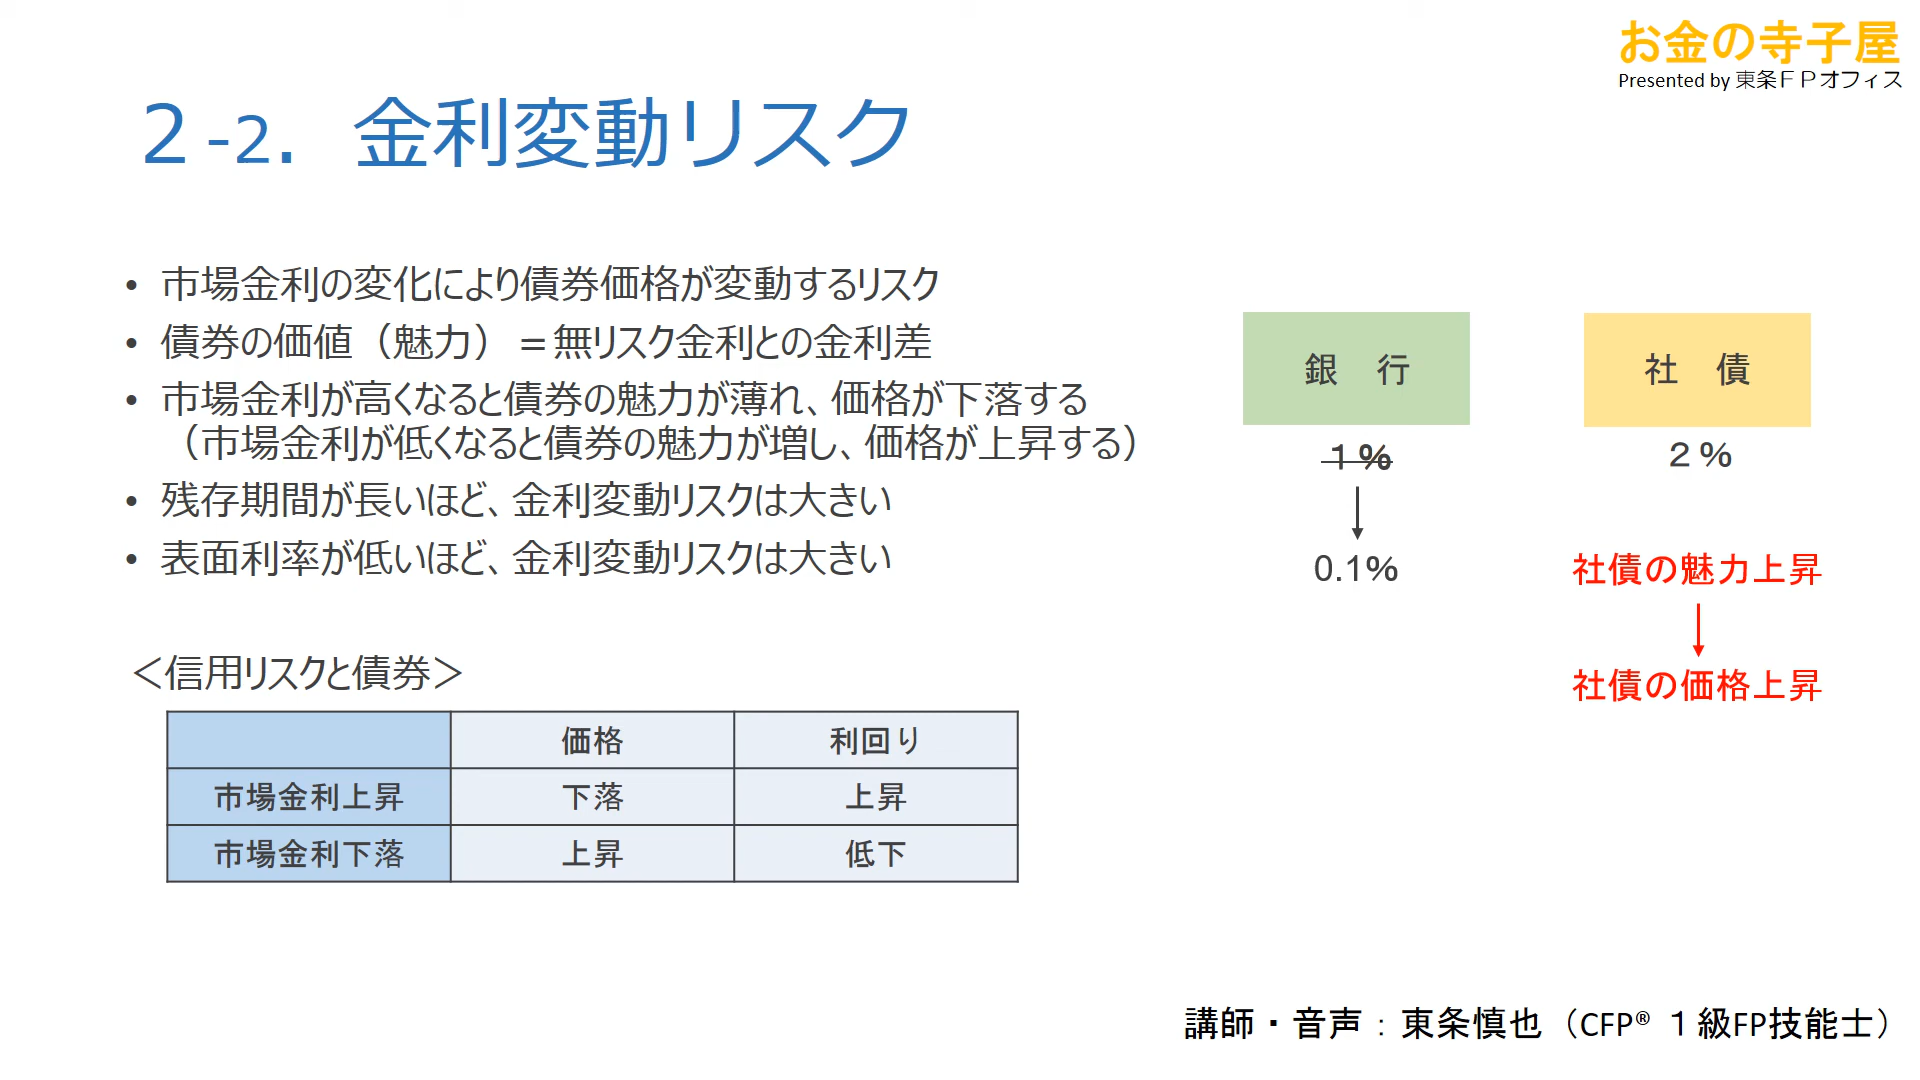 お金の寺子屋
Presented by 東条ＦＰオフィス
２-2． 金利変動リスク
• 市場金利の変化により債券価格が変動するリスク
• 債券の価値（魅力）＝無リスク金利との金利差
• 市場金利が高くなると債券の魅力が薄れ、価格が下落する
（市場金利が低くなると債券の魅力が増し、価格が上昇する）
• 残存期間が長いほど、金利変動リスクは大きい
• 表面利率が低いほど、金利変動リスクは大きい
銀　行
社　債
１%
２%
0.1%
社債の魅力上昇
社債の価格上昇
＜信用リスクと債券＞
価格 利回り
市場金利上昇 下落 上昇
市場金利下落 上昇 低下
講師・音声：東条慎也（CFP® １級FP技能士）